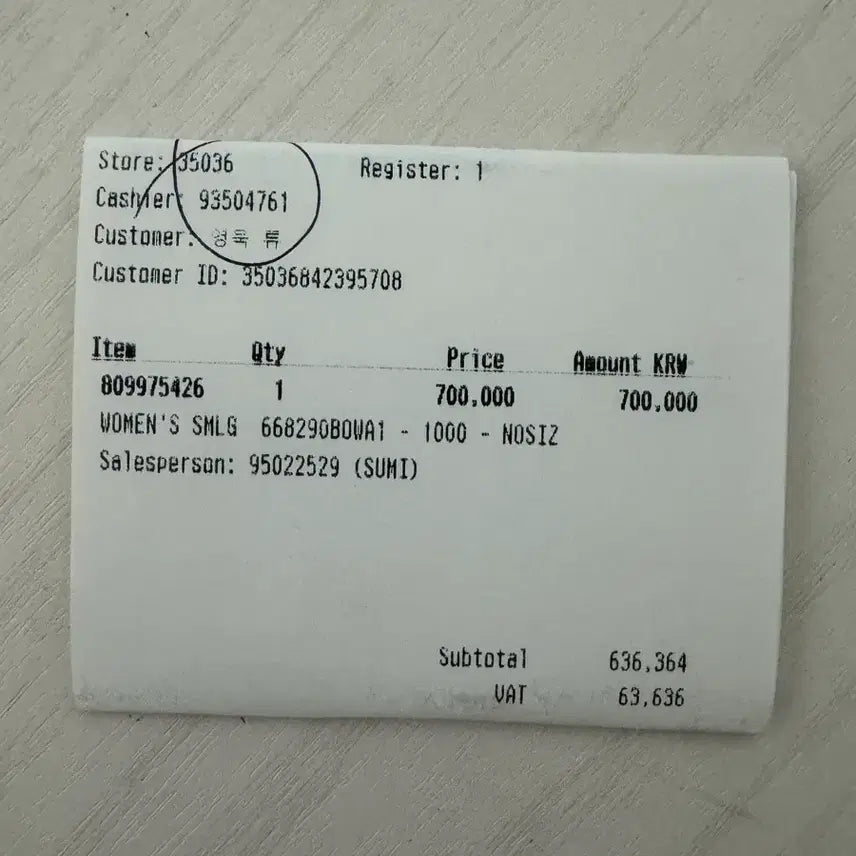 Store: 35036 Register: 1
Cashier: 93504761
Customer: 영옥 류
Customer ID: 35036842395708
Item Qty Price Amount KRW
809975426 1 700,000 700,000
WOMEN'S SMLG 668290BOWA1 - 1000 - NOSIZ
Salesperson: 95022529 (SUMI)
Subtotal 636,364
VAT 63,636